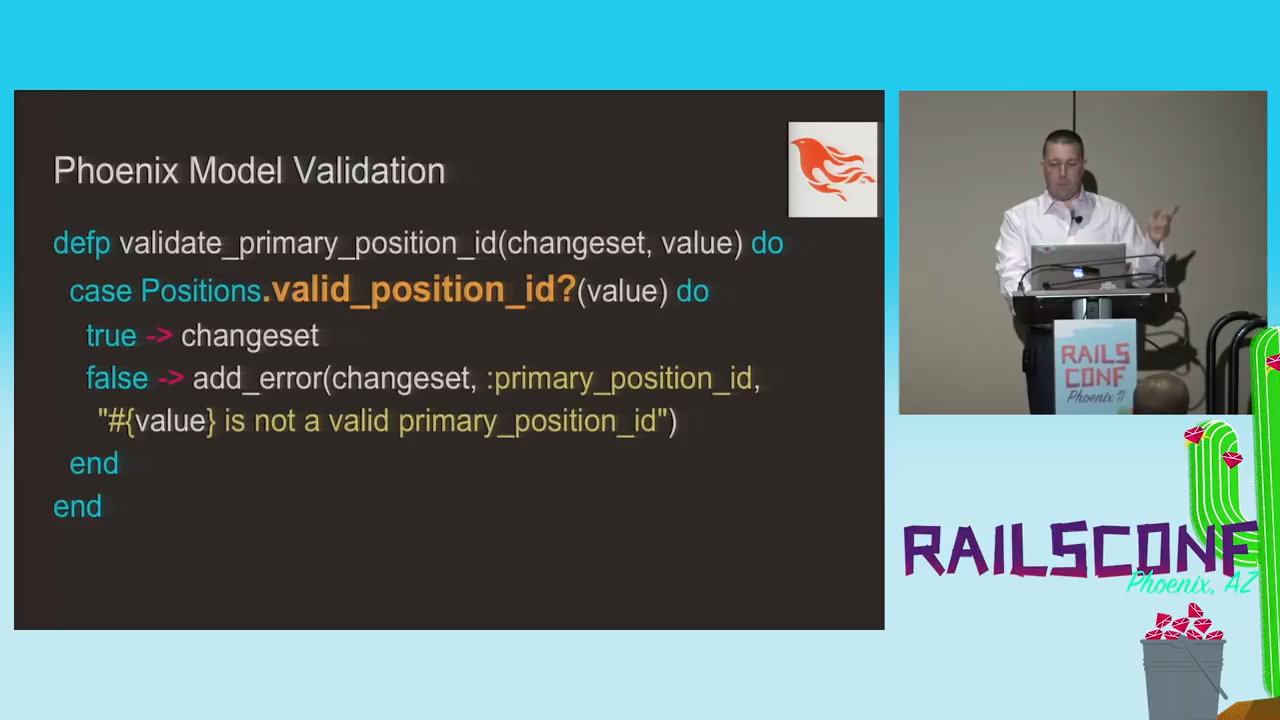 Phoenix Model Validation
defp validate_primary_position_id(changeset, value) do
case Positions.valid_position_id?(value) do
true -> changeset
false -> add_error(changeset, :primary_position_id,
"#{value} is not a valid primary_position_id")
end
end
RAILS
CONF
Phoenix 2017
RAILSCONF
Phoenix, AZ